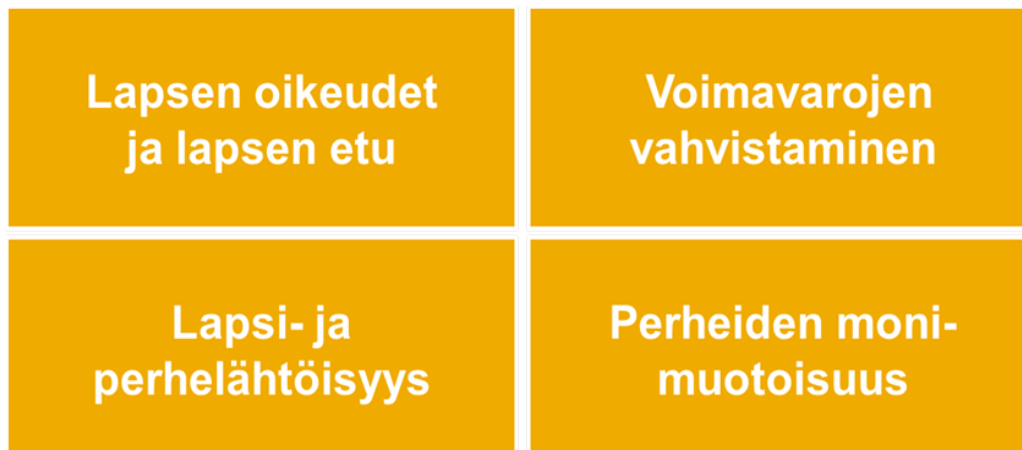 Lapsen oikeudet
ja lapsen etu
Voimavarojen
vahvistaminen
Lapsi- ja
perhelähtöisyys
Perheiden moni-
muotoisuus